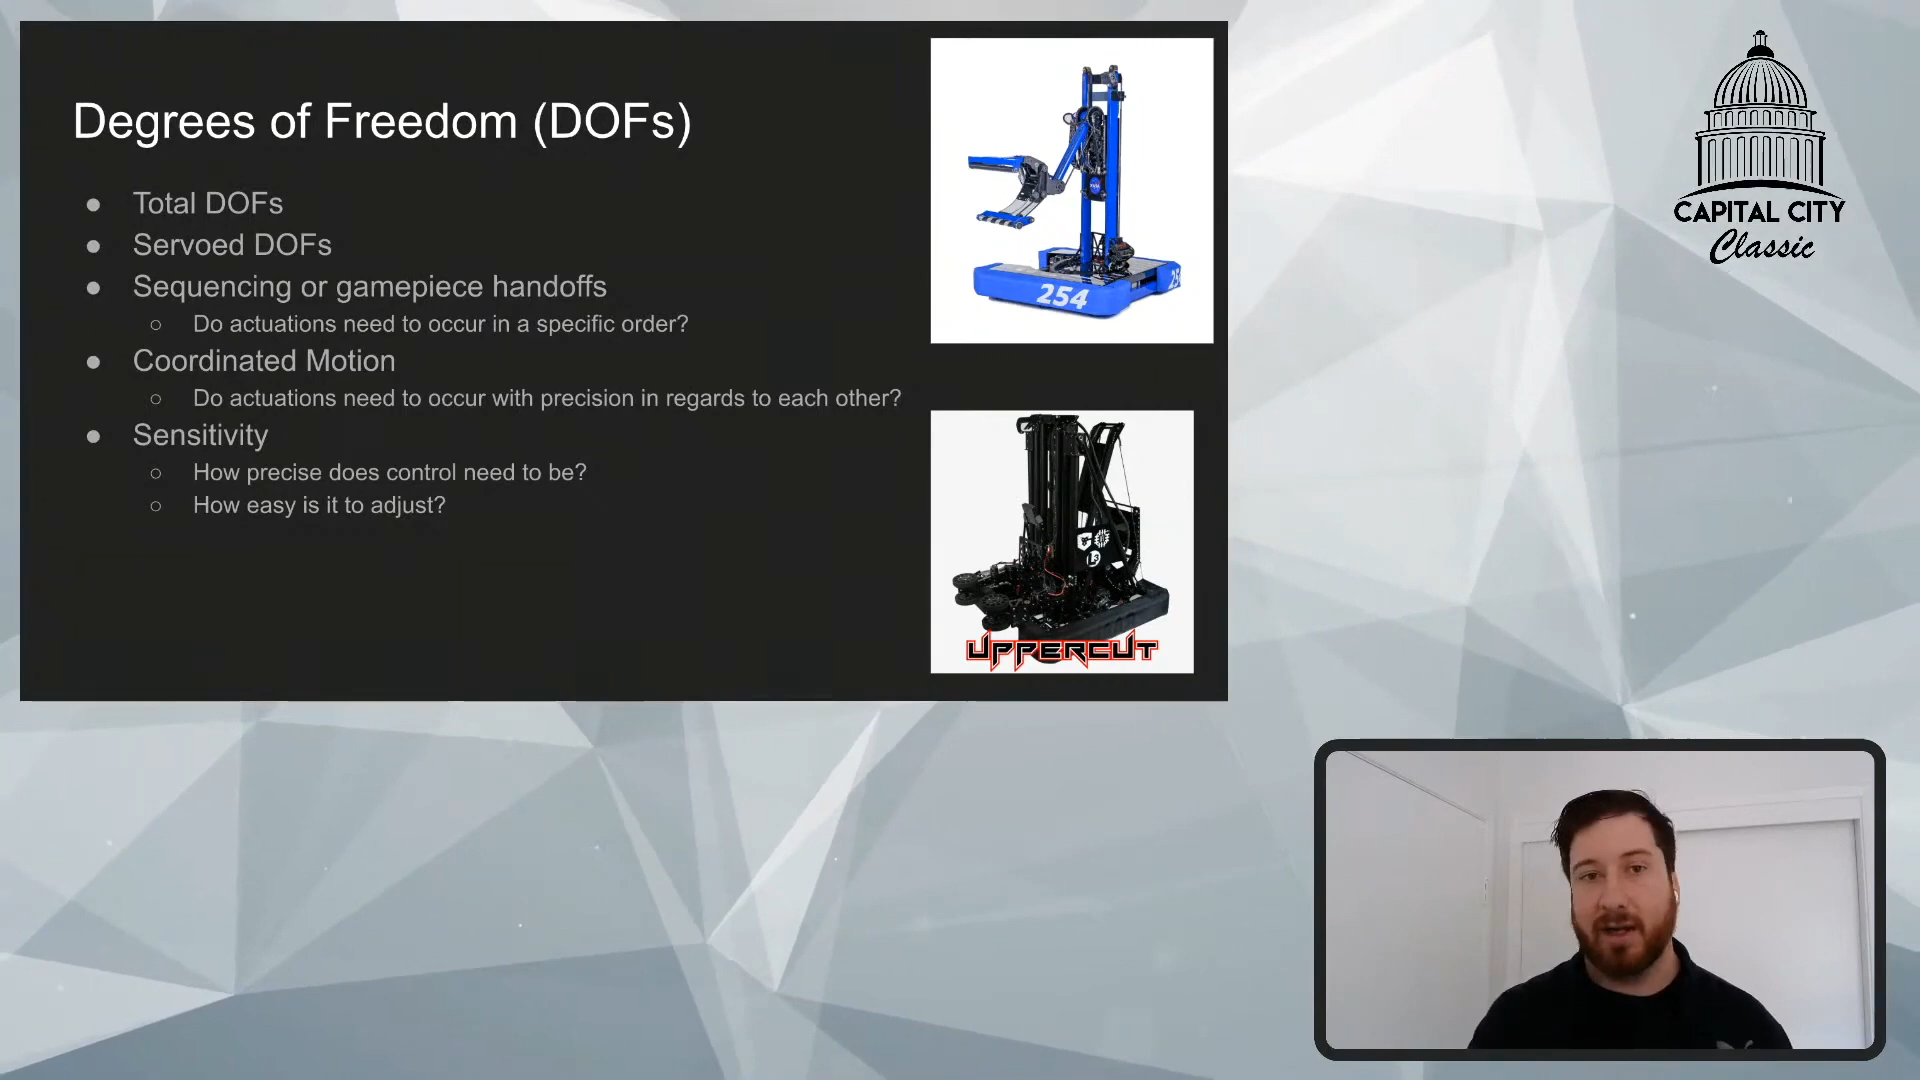 Degrees of Freedom (DOFs)
● Total DOFs
● Servoed DOFs
● Sequencing or gamepiece handoffs
○ Do actuations need to occur in a specific order?
● Coordinated Motion
○ Do actuations need to occur with precision in regards to each other?
● Sensitivity
○ How precise does control need to be?
○ How easy is it to adjust?
254
25
UPPERCUT
CAPITAL CITY
Classic